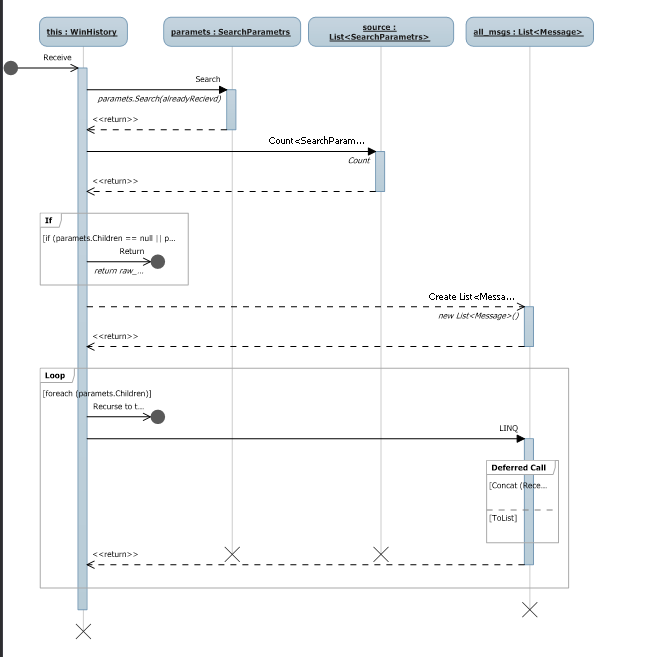 this : WinHistory
paramets : SearchParametrs
source :
List<SearchParametrs>
all_msgs : List<Message>
Receive
Search
paramets.Search(alreadyRecievd)
<<return>>
Count<SearchParam...
Count
<<return>>
If
[if (paramets.Children == null || p...
Return
return raw_...
Create List<Messa...
new List<Message>()
<<return>>
Loop
[foreach (paramets.Children)]
Recurse to t...
LINQ
Deferred Call
[Concat (Rece...
[ToList]
<<return>>